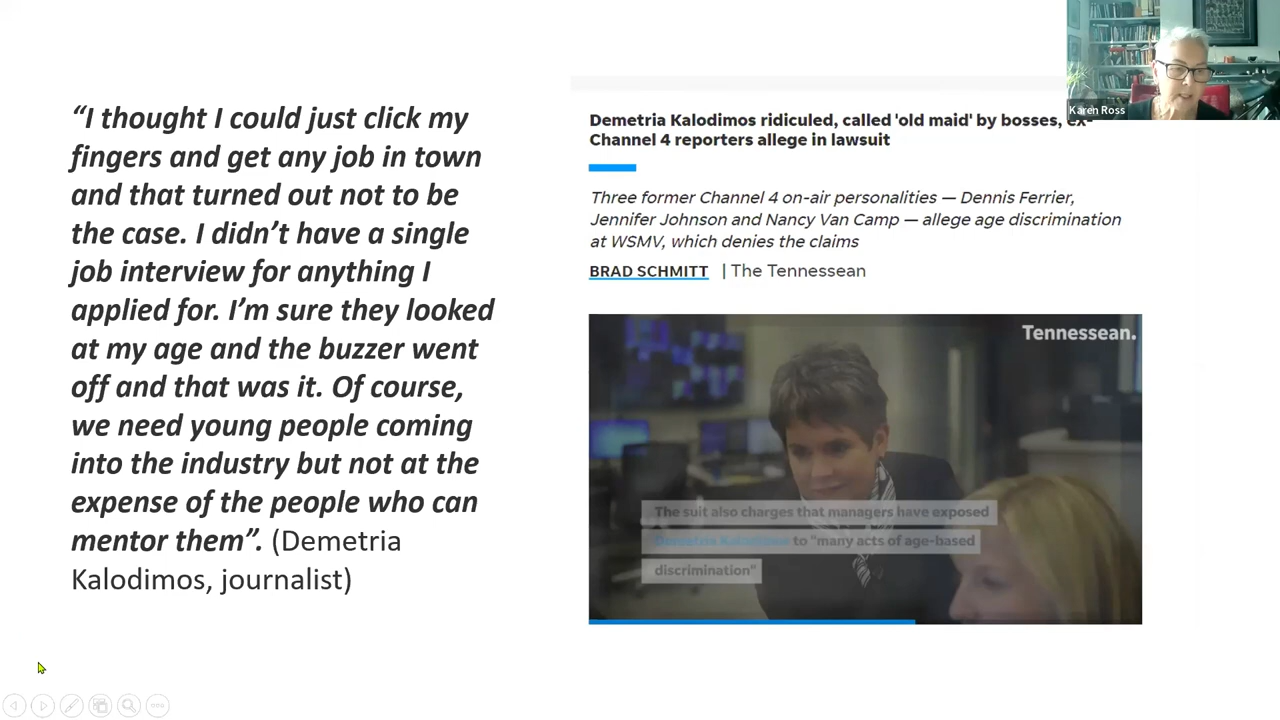 “I thought I could just click my
fingers and get any job in town
and that turned out not to be
the case. I didn’t have a single
job interview for anything I
applied for. I’m sure they looked
at my age and the buzzer went
off and that was it. Of course,
we need young people coming
into the industry but not at the
expense of the people who can
mentor them”. (Demetria
Kalodimos, journalist)
Karen Ross
Demetria Kalodimos ridiculed, called 'old maid' by bosses, ex-
Channel 4 reporters allege in lawsuit
Three former Channel 4 on-air personalities — Dennis Ferrier,
Jennifer Johnson and Nancy Van Camp — allege age discrimination
at WSMV, which denies the claims
BRAD SCHMITT | The Tennessean
Tennessean.
The suit also charges that managers have exposed
Demetria Kalodimos to "many acts of age-based
discrimination"